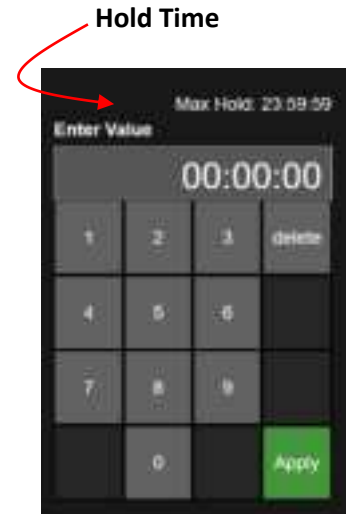 Hold Time
Max Hold: 23:59:59
Enter Value
00:00:00
1 2 3 delete
4 5 6
7 8 9
0 Apply